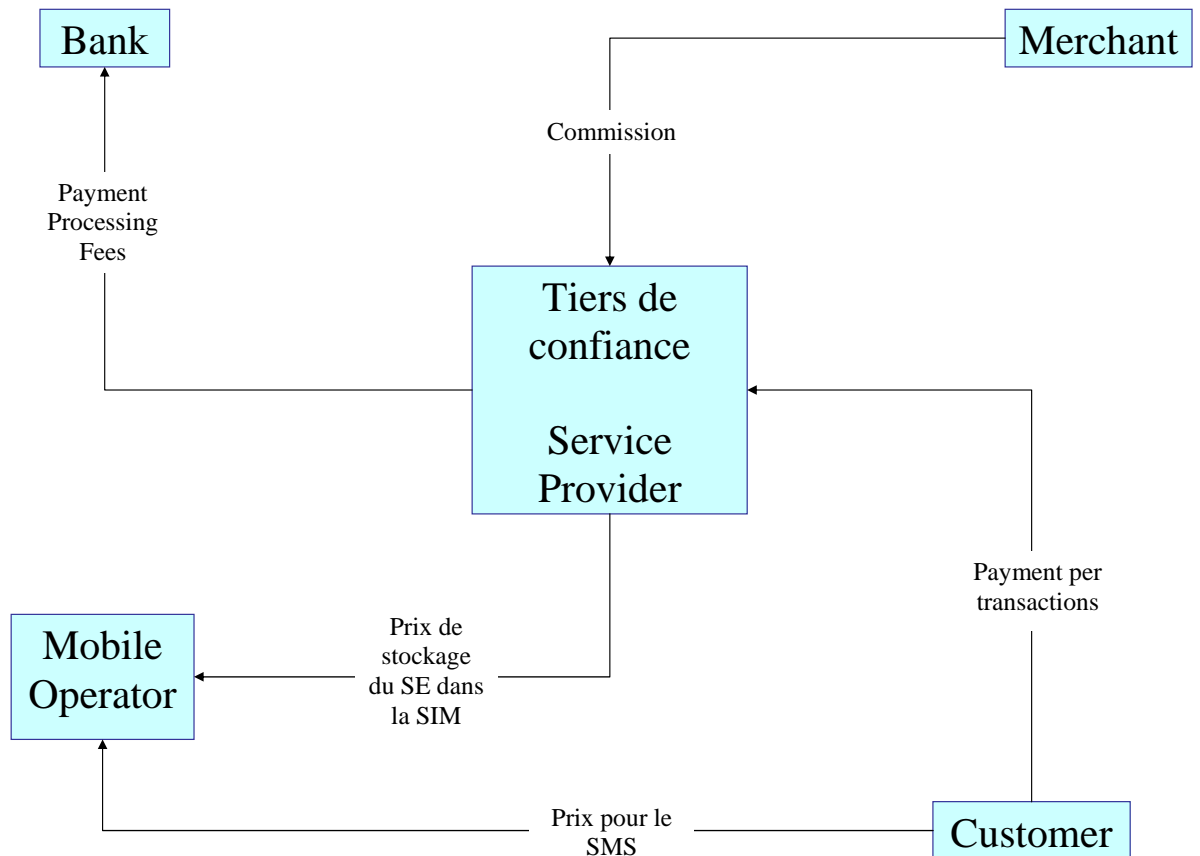 Bank
Merchant
Commission
Payment
Processing
Fees
Tiers de
confiance
Service
Provider
Payment per
transactions
Mobile
Operator
Prix de
stockage
du SE dans
la SIM
Prix pour le
SMS
Customer